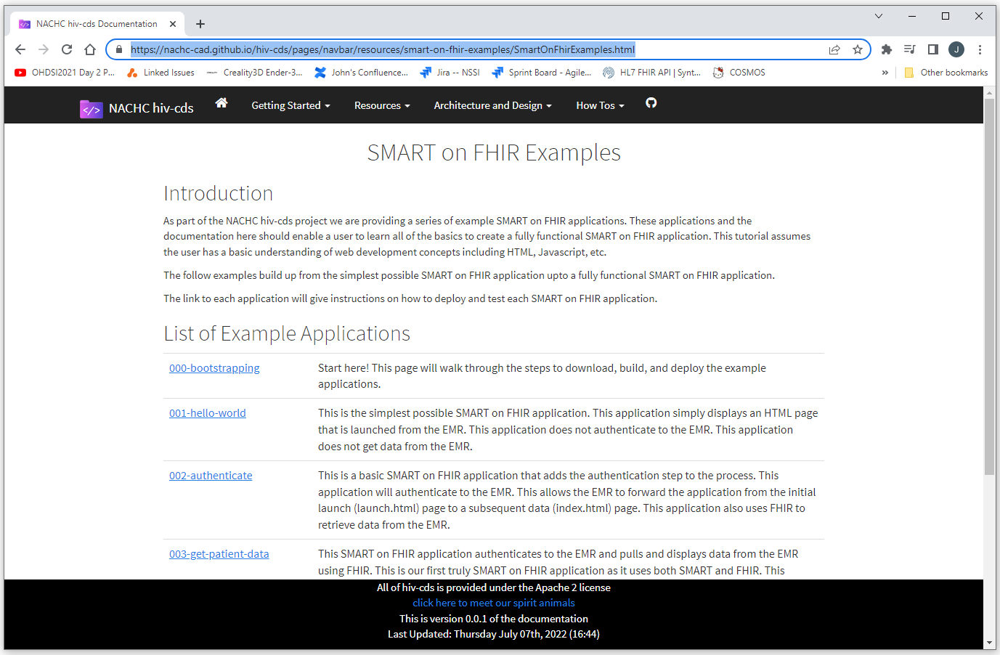 NACHC hiv-cds Documentation
https://nachc-cad.github.io/hiv-cds/pages/navbar/resources/smart-on-fhir-examples/SmartOnFhirExamples.html
J
OHDSI2021 Day 2 P... Linked Issues Creality3D Ender-3... John's Confluence... Jira -- NSSI Sprint Board - Agile... HL7 FHIR API | Synt... COSMOS » Other bookmarks
</> NACHC hiv-cds Getting Started Resources Architecture and Design How Tos
SMART on FHIR Examples
Introduction
As part of the NACHC hiv-cds project we are providing a series of example SMART on FHIR applications. These applications and the
documentation here should enable a user to learn all of the basics to create a fully functional SMART on FHIR application. This tutorial assumes
the user has a basic understanding of web development concepts including HTML, Javascript, etc.
The follow examples build up from the simplest possible SMART on FHIR application upto a fully functional SMART on FHIR application.
The link to each application will give instructions on how to deploy and test each SMART on FHIR application.
List of Example Applications
000-bootstrapping
Start here! This page will walk through the steps to download, build, and deploy the example
applications.
001-hello-world
This is the simplest possible SMART on FHIR application. This application simply displays an HTML page
that is launched from the EMR. This application does not authenticate to the EMR. This application
does not get data from the EMR.
002-authenticate
This is a basic SMART on FHIR application that adds the authentication step to the process. This
application will authenticate to the EMR. This allows the EMR to forward the application from the initial
launch (launch.html) page to a subsequent data (index.html) page. This application also uses FHIR to
retrieve data from the EMR.
003-get-patient-data
This SMART on FHIR application authenticates to the EMR and pulls and displays data from the EMR
using FHIR. This is our first truly SMART on FHIR application as it uses both SMART and FHIR. This
All of hiv-cds is provided under the Apache 2 license
click here to meet our spirit animals
This is version 0.0.1 of the documentation
Last Updated: Thursday July 07th, 2022 (16:44)